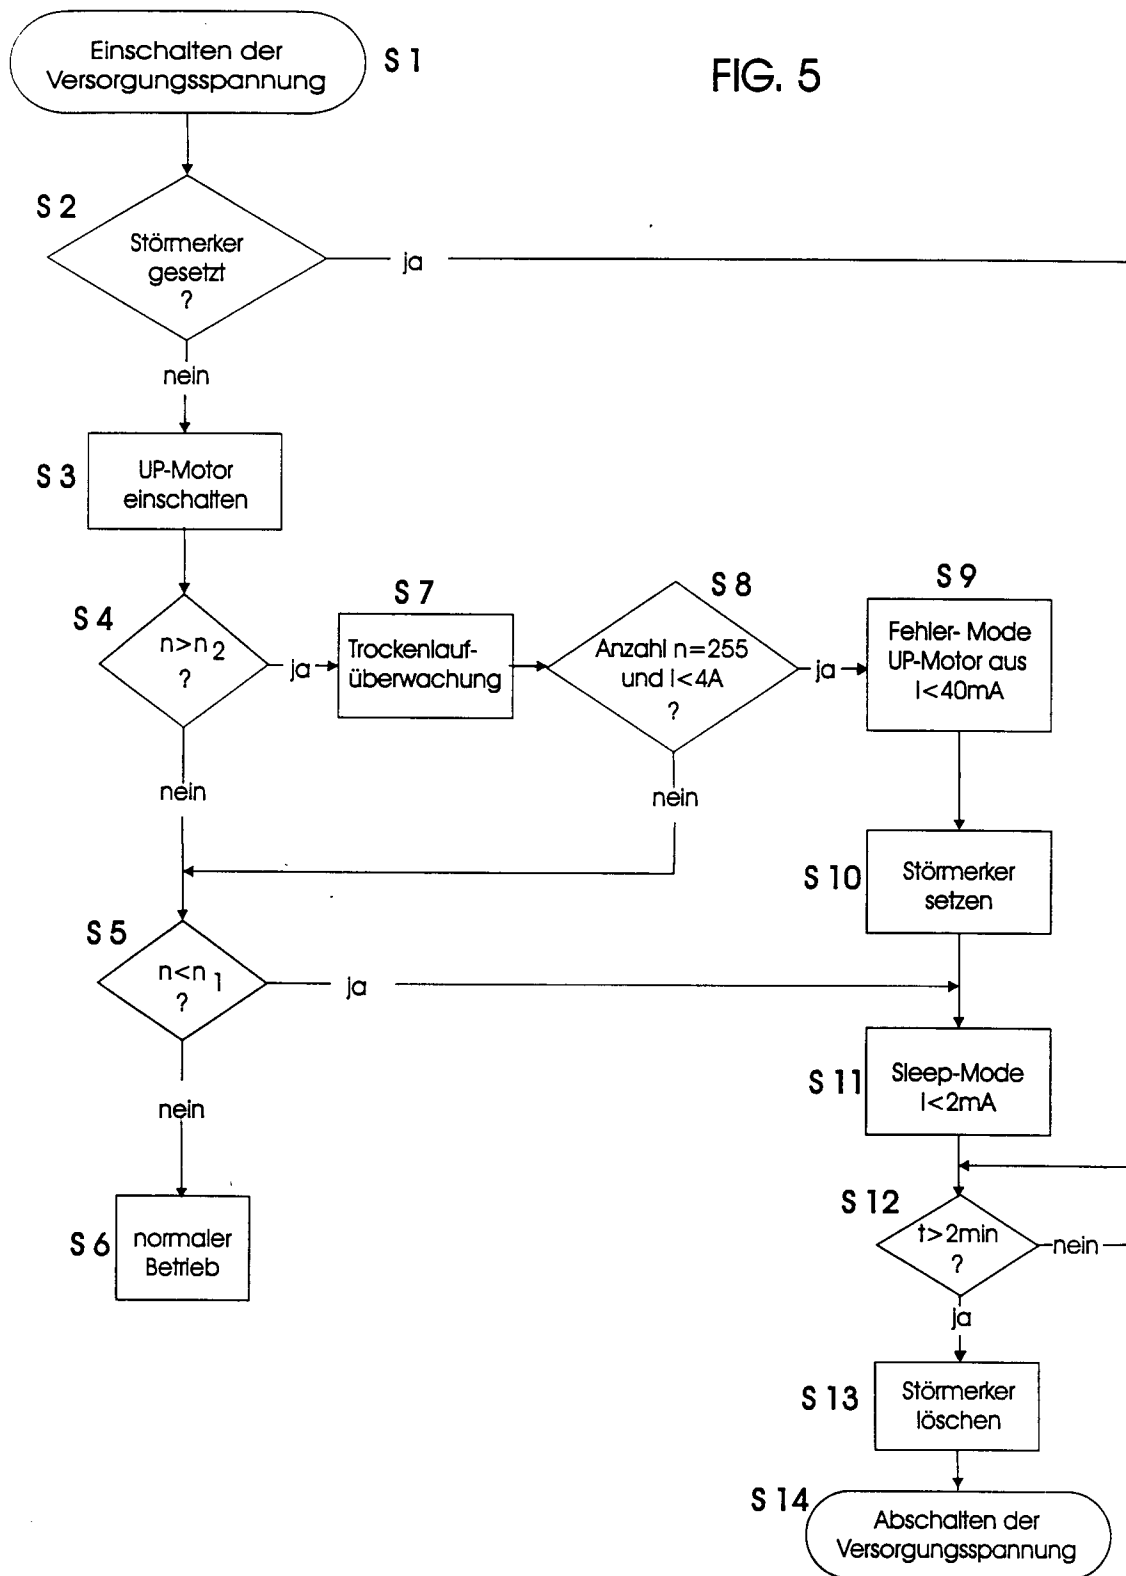 FIG. 5
Einschalten der
Versorgungsspannung
S 1
S 2
Störmerker
gesetzt
?
ja
nein
S 3
UP-Motor
einschalten
S 4
n>n2
?
ja
nein
S 7
Trockenlauf-
überwachung
S 8
Anzahl n=255
und I<4A
?
ja
nein
S 9
Fehler- Mode
UP-Motor aus
I<40mA
S 10
Störmerker
setzen
S 5
n<n1
?
ja
nein
S 6
normaler
Betrieb
S 11
Sleep-Mode
I<2mA
S 12
t>2min
?
nein
ja
S 13
Störmerker
löschen
S 14
Abschalten der
Versorgungsspannung